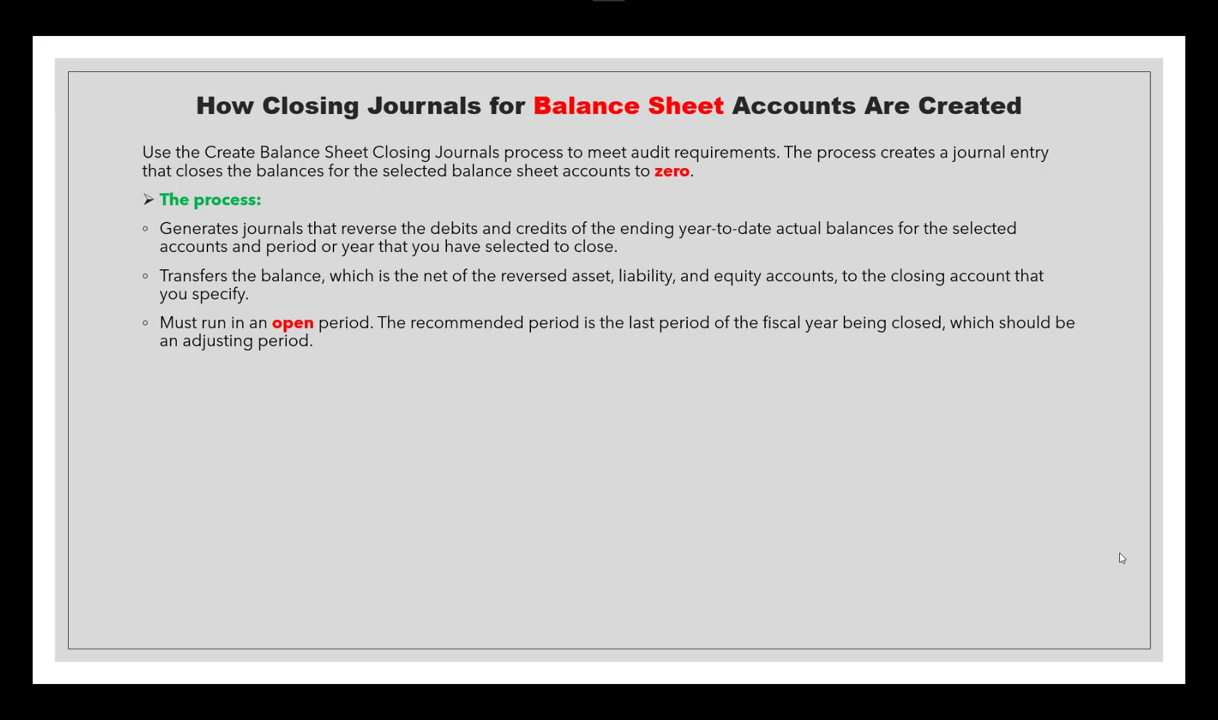 How Closing Journals for Balance Sheet Accounts Are Created
Use the Create Balance Sheet Closing Journals process to meet audit requirements. The process creates a journal entry
that closes the balances for the selected balance sheet accounts to zero.
➢ The process:
◦ Generates journals that reverse the debits and credits of the ending year-to-date actual balances for the selected
accounts and period or year that you have selected to close.
◦ Transfers the balance, which is the net of the reversed asset, liability, and equity accounts, to the closing account that
you specify.
◦ Must run in an open period. The recommended period is the last period of the fiscal year being closed, which should be
an adjusting period.